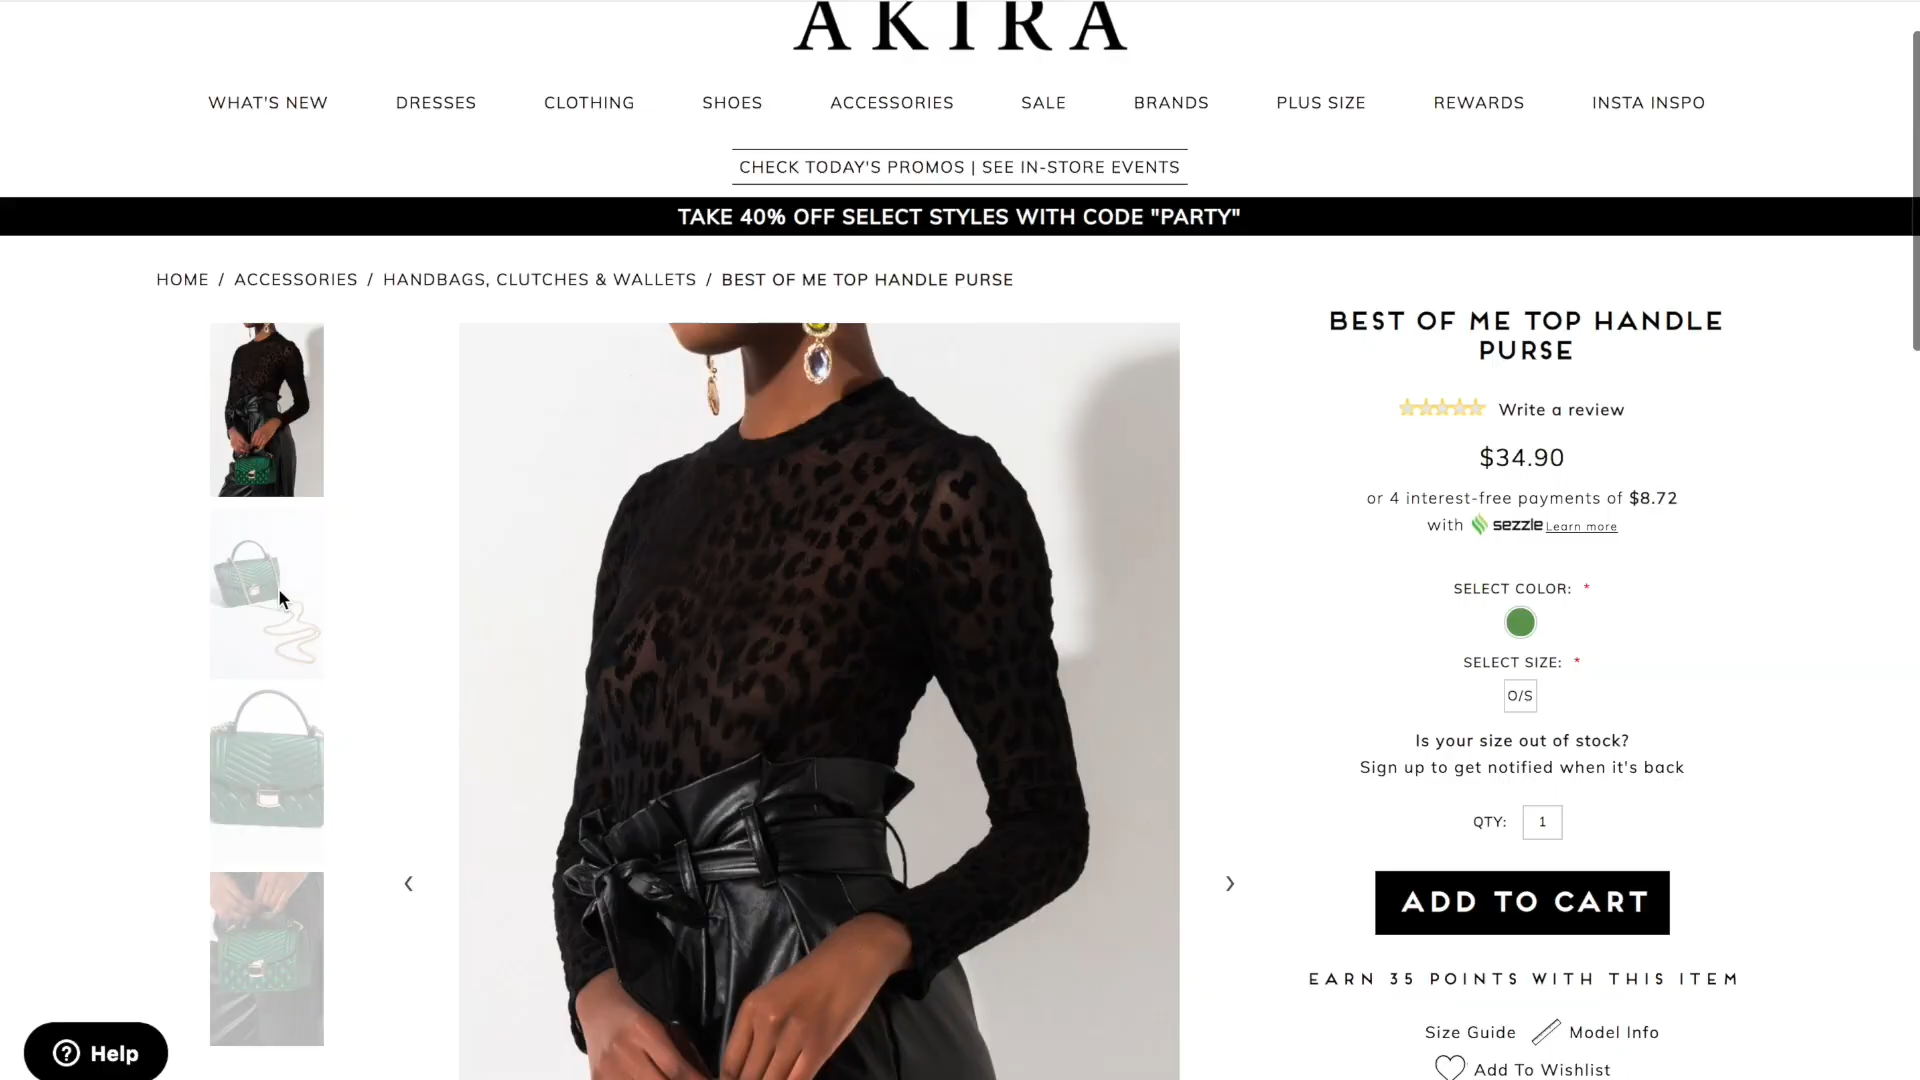 AKIRA
WHAT'S NEW
DRESSES
CLOTHING
SHOES
ACCESSORIES
SALE
BRANDS
PLUS SIZE
REWARDS
INSTA INSPO
CHECK TODAY'S PROMOS | SEE IN-STORE EVENTS
TAKE 40% OFF SELECT STYLES WITH CODE "PARTY"
HOME / ACCESSORIES / HANDBAGS, CLUTCHES & WALLETS / BEST OF ME TOP HANDLE PURSE
BEST OF ME TOP HANDLE
PURSE
Write a review
$34.90
or 4 interest-free payments of $8.72
with sezzle Learn more
SELECT COLOR: *
SELECT SIZE: *
O/S
Is your size out of stock?
Sign up to get notified when it's back
QTY: 1
ADD TO CART
EARN 35 POINTS WITH THIS ITEM
Size Guide Model Info
Add To Wishlist
Help